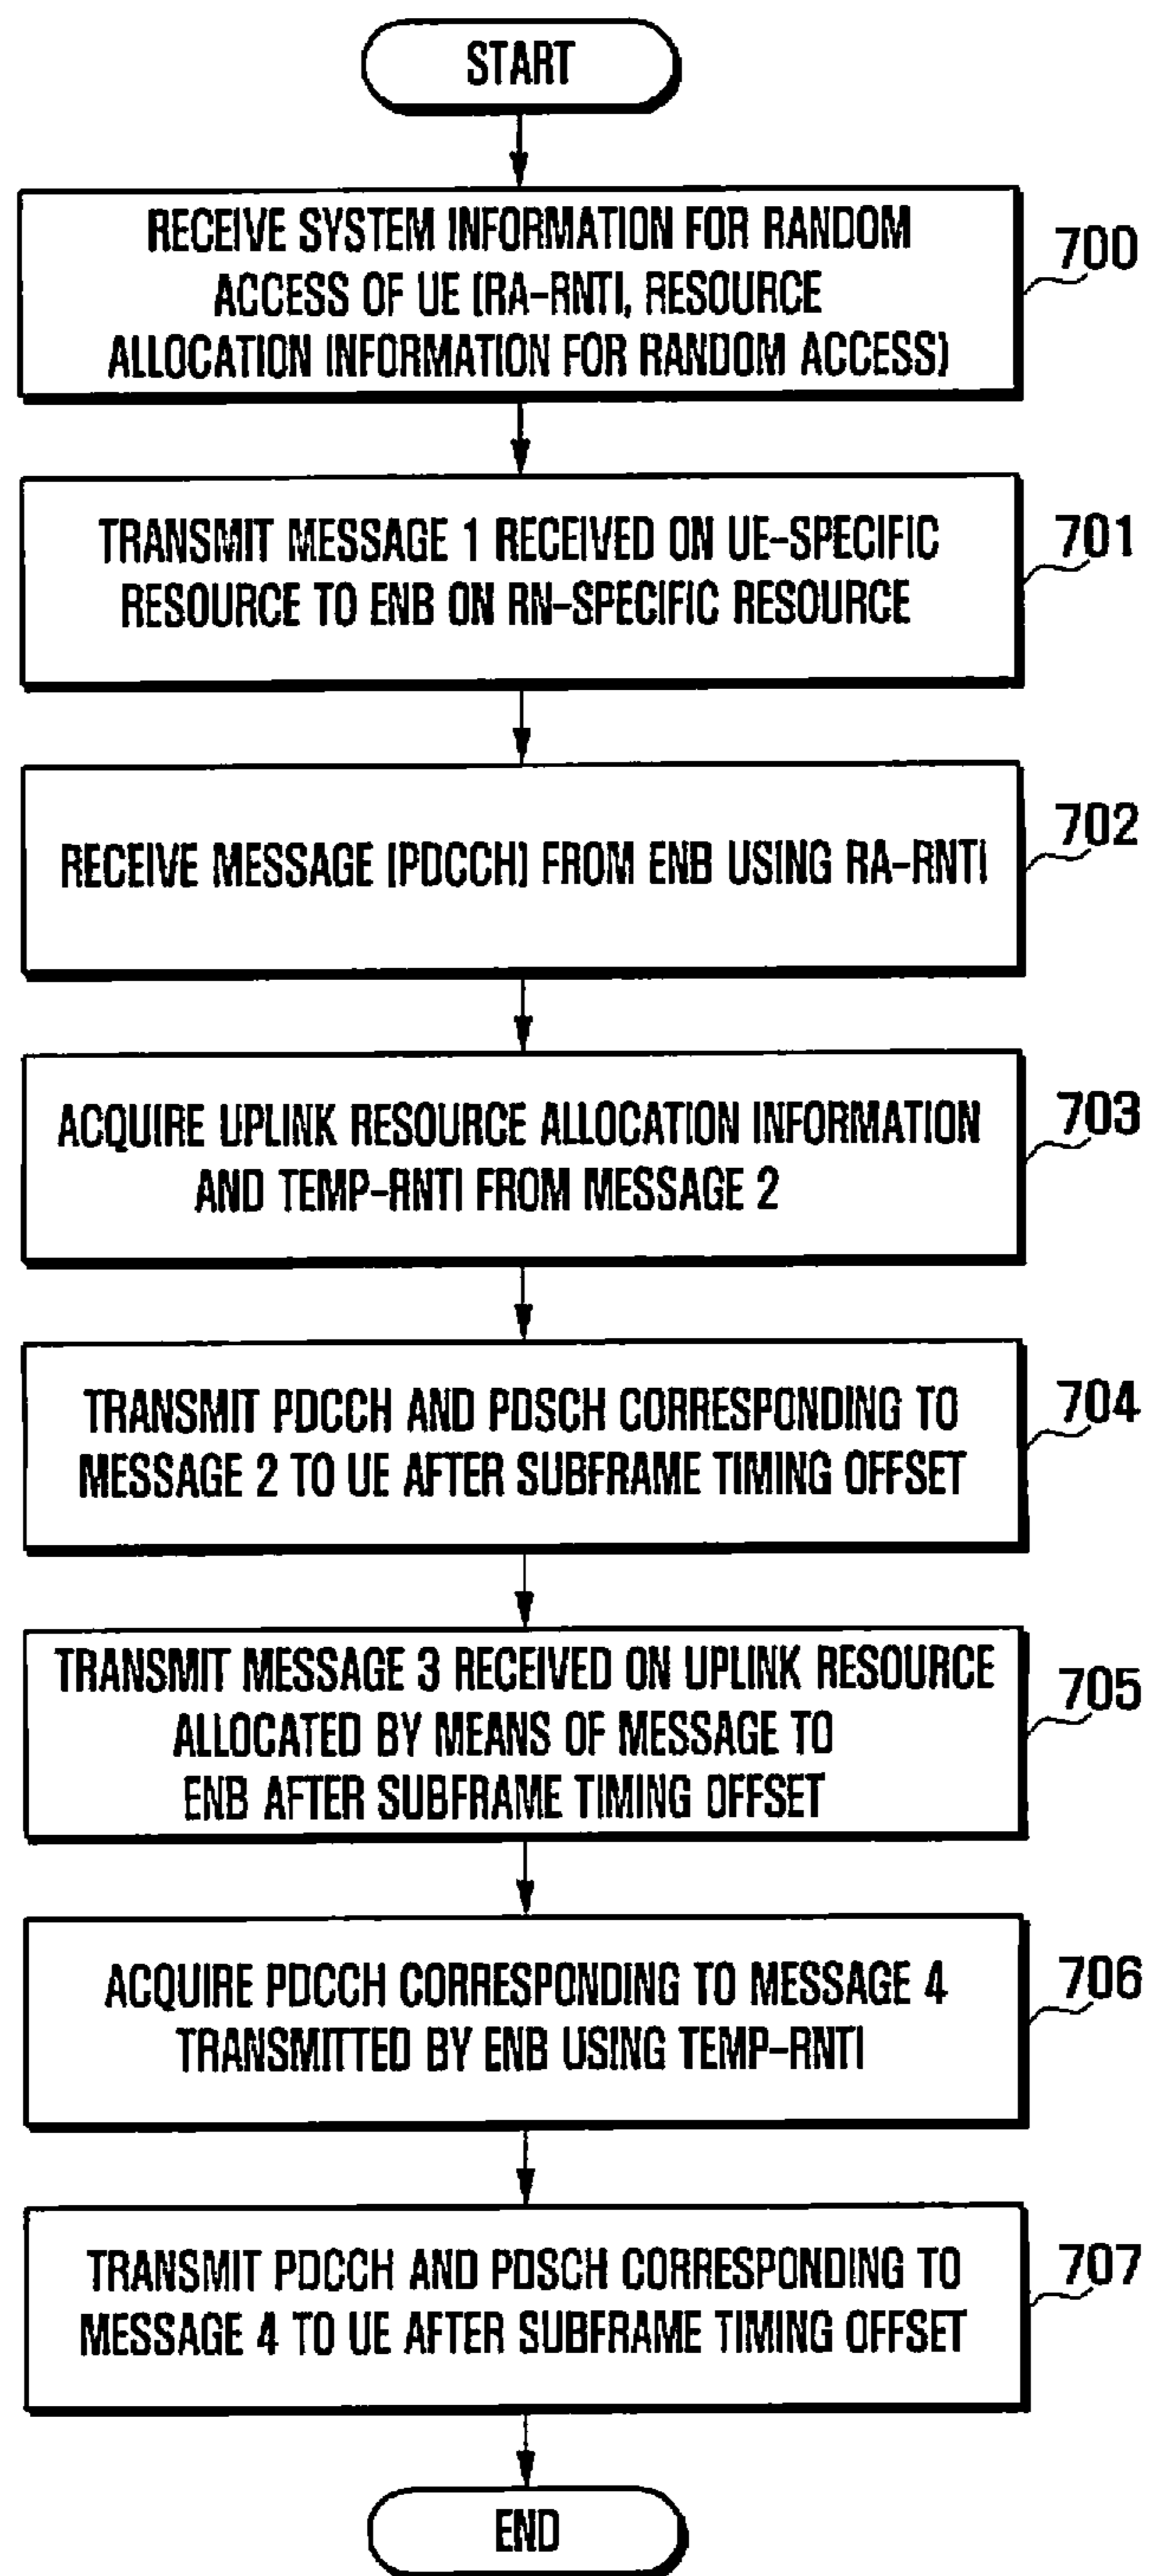 START
RECEIVE SYSTEM INFORMATION FOR RANDOM
ACCESS OF UE (RA-RNTI, RESOURCE
ALLOCATION INFORMATION FOR RANDOM ACCESS)
700
TRANSMIT MESSAGE 1 RECEIVED ON UE-SPECIFIC
RESOURCE TO ENB ON RN-SPECIFIC RESOURCE
701
RECEIVE MESSAGE (PDCCH) FROM ENB USING RA-RNTI
702
ACQUIRE UPLINK RESOURCE ALLOCATION INFORMATION
AND TEMP-RNTI FROM MESSAGE 2
703
TRANSMIT PDCCH AND PDSCH CORRESPONDING TO
MESSAGE 2 TO UE AFTER SUBFRAME TIMING OFFSET
704
TRANSMIT MESSAGE 3 RECEIVED ON UPLINK RESOURCE
ALLOCATED BY MEANS OF MESSAGE TO
ENB AFTER SUBFRAME TIMING OFFSET
705
ACQUIRE PDCCH CORRESPONDING TO MESSAGE 4
TRANSMITTED BY ENB USING TEMP-RNTI
706
TRANSMIT PDCCH AND PDSCH CORRESPONDING TO
MESSAGE 4 TO UE AFTER SUBFRAME TIMING OFFSET
707
END